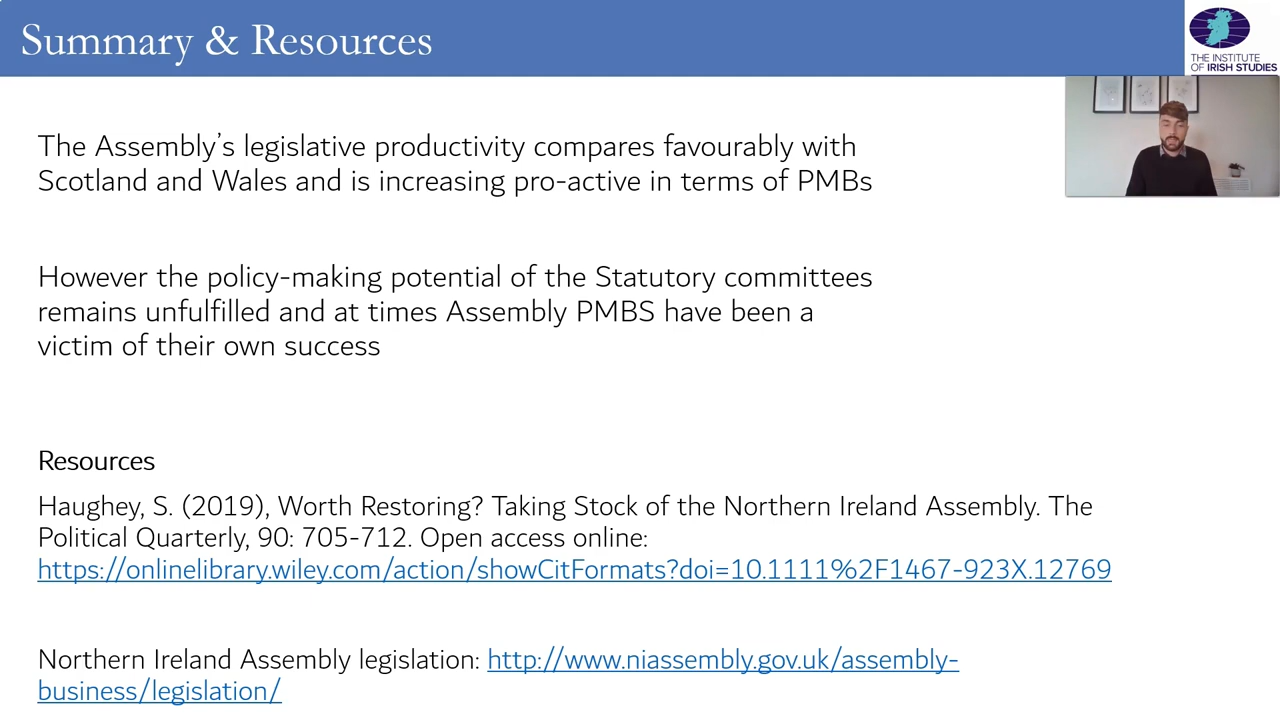 Summary & Resources
THE INSTITUTE
OF IRISH STUDIES
The Assembly’s legislative productivity compares favourably with
Scotland and Wales and is increasing pro-active in terms of PMBs
However the policy-making potential of the Statutory committees
remains unfulfilled and at times Assembly PMBS have been a
victim of their own success
Resources
Haughey, S. (2019), Worth Restoring? Taking Stock of the Northern Ireland Assembly. The
Political Quarterly, 90: 705-712. Open access online:
https://onlinelibrary.wiley.com/action/showCitFormats?doi=10.1111%2F1467-923X.12769
Northern Ireland Assembly legislation: http://www.niassembly.gov.uk/assembly-
business/legislation/